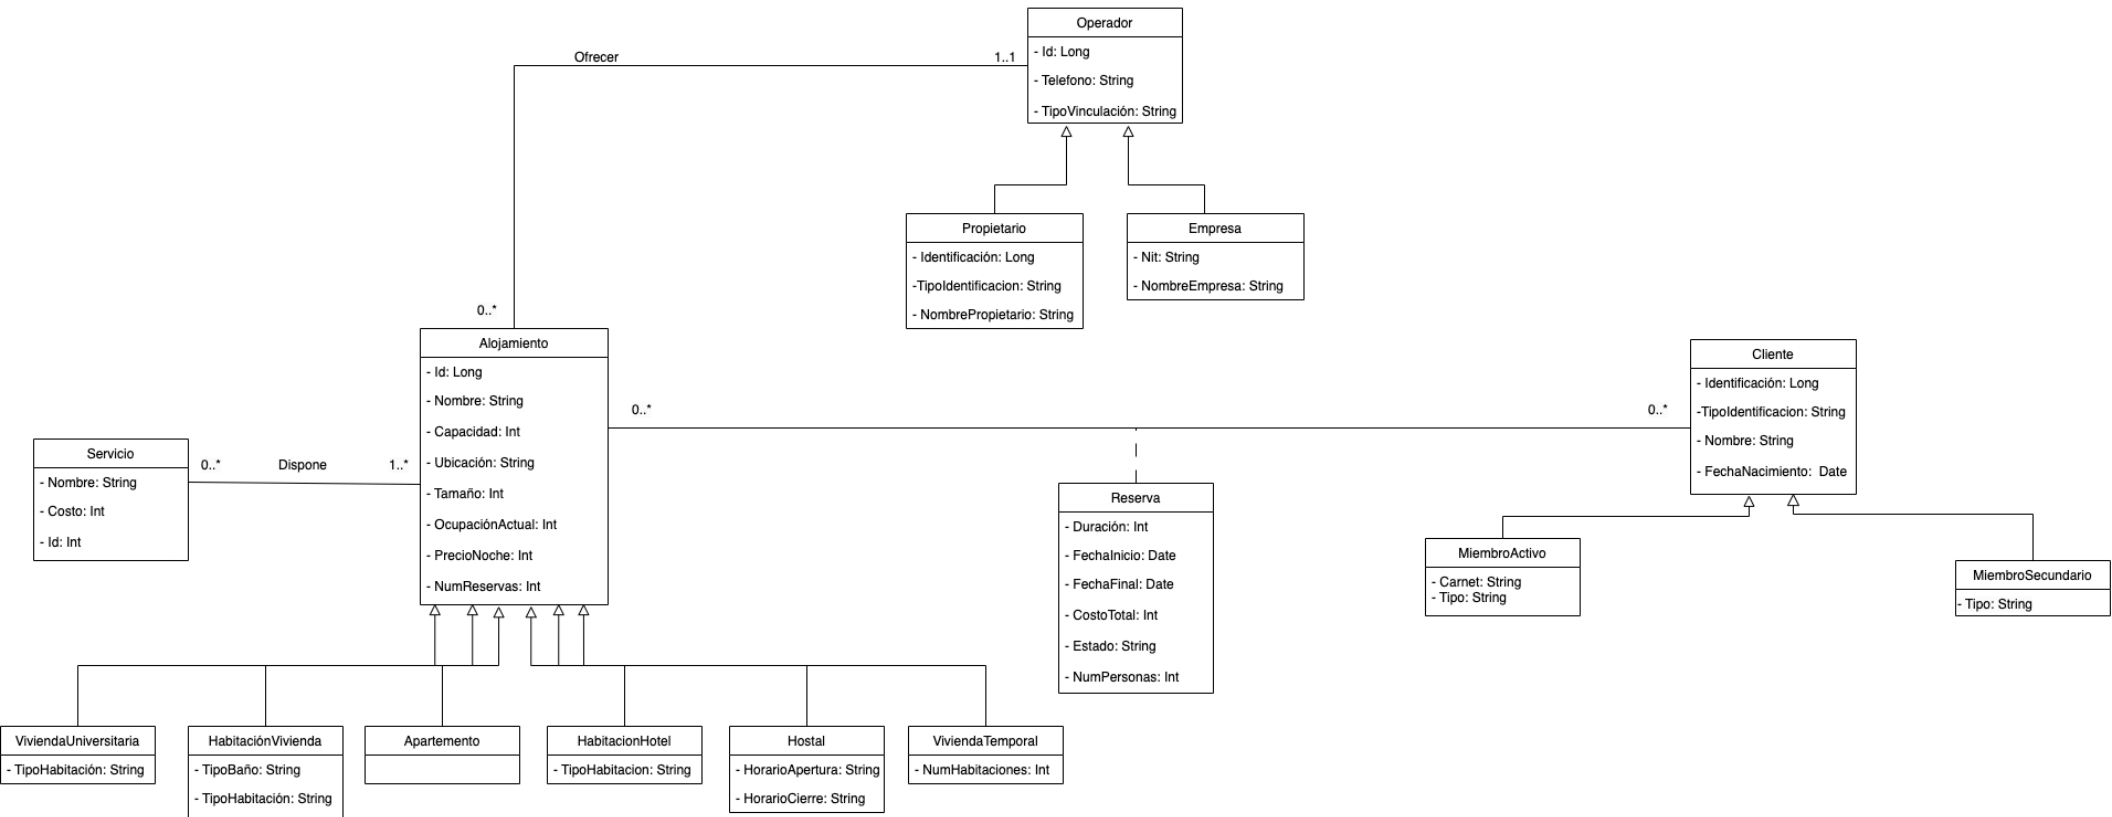 Operador
- Id: Long
- Telefono: String
- TipoVinculación: String
Ofrecer
1..1
0..*
Propietario
- Identificación: Long
-TipoIdentificacion: String
- NombrePropietario: String
Empresa
- Nit: String
- NombreEmpresa: String
Alojamiento
- Id: Long
- Nombre: String
- Capacidad: Int
- Ubicación: String
- Tamaño: Int
- OcupaciónActual: Int
- PrecioNoche: Int
- NumReservas: Int
0..*
0..*
Cliente
- Identificación: Long
-TipoIdentificacion: String
- Nombre: String
- FechaNacimiento: Date
Servicio
- Nombre: String
- Costo: Int
- Id: Int
0..*
Dispone
1..*
Reserva
- Duración: Int
- FechaInicio: Date
- FechaFinal: Date
- CostoTotal: Int
- Estado: String
- NumPersonas: Int
MiembroActivo
- Carnet: String
- Tipo: String
MiembroSecundario
- Tipo: String
ViviendaUniversitaria
- TipoHabitación: String
HabitaciónVivienda
- TipoBaño: String
- TipoHabitación: String
Apartemento
HabitacionHotel
- TipoHabitacion: String
Hostal
- HorarioApertura: String
- HorarioCierre: String
ViviendaTemporal
- NumHabitaciones: Int